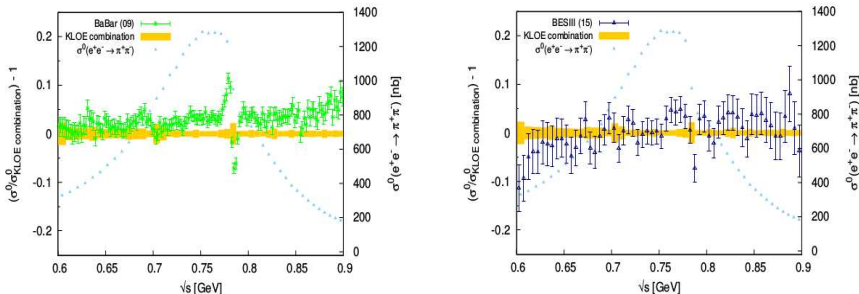 BaBar (09)
KLOE combination
σ⁰(e⁺e⁻ → π⁺π⁻)
(σ⁰/σ⁰KLOE combination) - 1
0.2
0.1
0
-0.1
-0.2
1400
1200
1000
800
600
400
200
0
σ⁰(e⁺e⁻ → π⁺π⁻) [nb]
0.6 0.65 0.7 0.75 0.8 0.85 0.9
√s [GeV]
BESIII (15)
KLOE combination
σ⁰(e⁺e⁻ → π⁺π⁻)
(σ⁰/σ⁰KLOE combination) - 1
0.2
0.1
0
-0.1
-0.2
1400
1200
1000
800
600
400
200
0
σ⁰(e⁺e⁻ → π⁺π⁻) [nb]
0.6 0.65 0.7 0.75 0.8 0.85 0.9
√s [GeV]